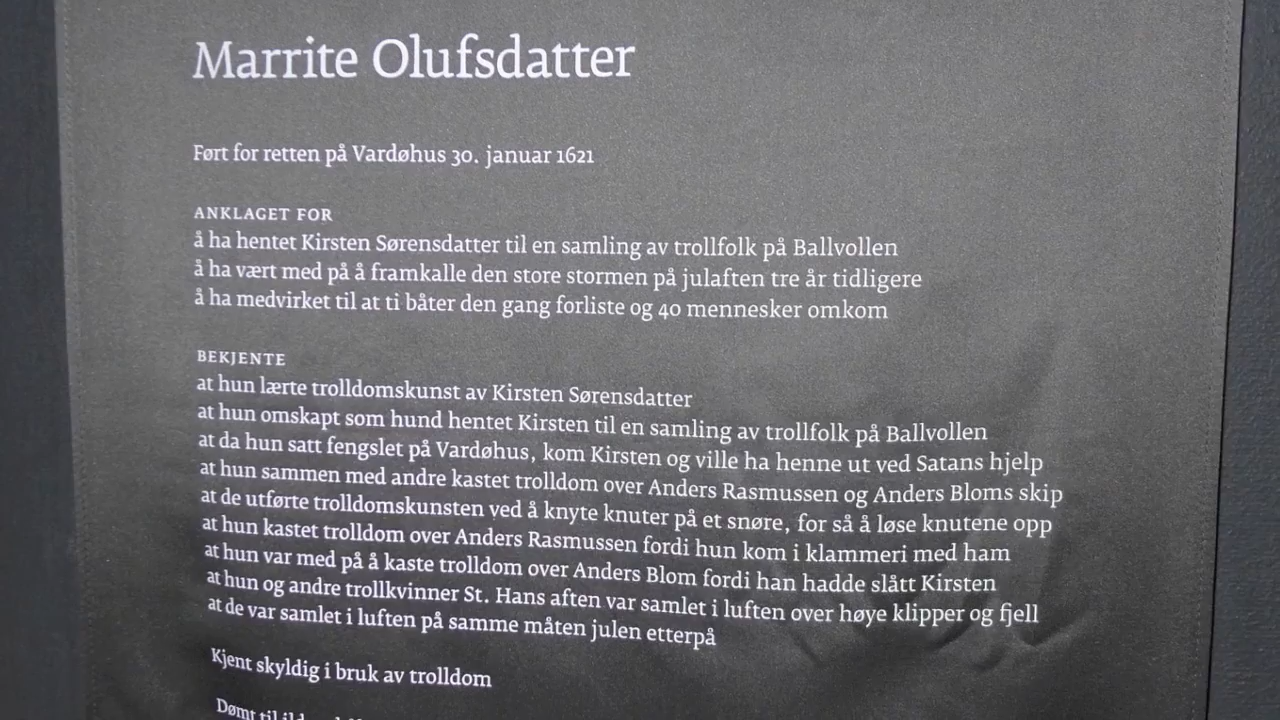 Marrite Olufsdatter
Ført for retten på Vardøhus 30. januar 1621
ANKLAGET FOR
å ha hentet Kirsten Sørensdatter til en samling av trollfolk på Ballvollen
å ha vært med på å framkalle den store stormen på julaften tre år tidligere
å ha medvirket til at ti båter den gang forliste og 40 mennesker omkom
BEKJENTE
at hun lærte trolldomskunst av Kirsten Sørensdatter
at hun omskapt som hund hentet Kirsten til en samling av trollfolk på Ballvollen
at da hun satt fengslet på Vardøhus, kom Kirsten og ville ha henne ut ved Satans hjelp
at hun sammen med andre kastet trolldom over Anders Rasmussen og Anders Bloms skip
at de utførte trolldomskunsten ved å knyte knuter på et snøre, for så å løse knutene opp
at hun kastet trolldom over Anders Rasmussen fordi hun kom i klammeri med ham
at hun var med på å kaste trolldom over Anders Blom fordi han hadde slått Kirsten
at hun og andre trollkvinner St. Hans aften var samlet i luften over høye klipper og fjell
at de var samlet i luften på samme måten julen etterpå
Kjent skyldig i bruk av trolldom
Dømt til